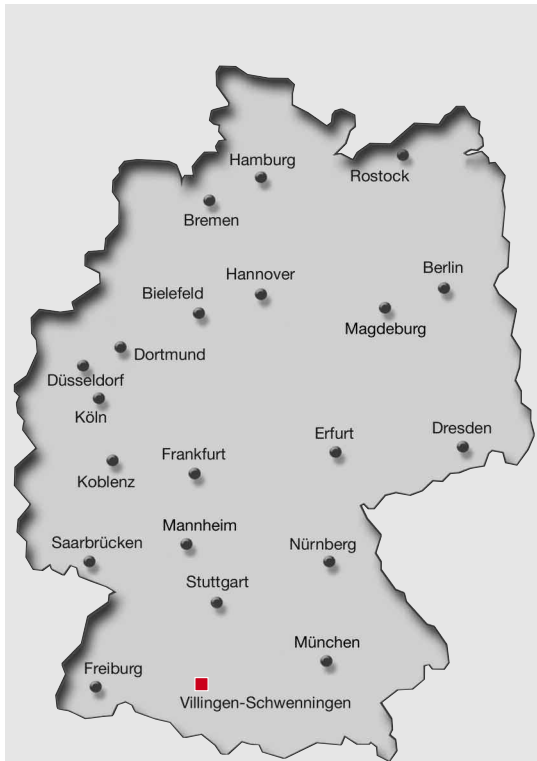 Hamburg
Rostock
Bremen
Berlin
Hannover
Bielefeld
Magdeburg
Dortmund
Düsseldorf
Köln
Dresden
Erfurt
Frankfurt
Koblenz
Mannheim
Saarbrücken
Nürnberg
Stuttgart
München
Freiburg
Villingen-Schwenningen